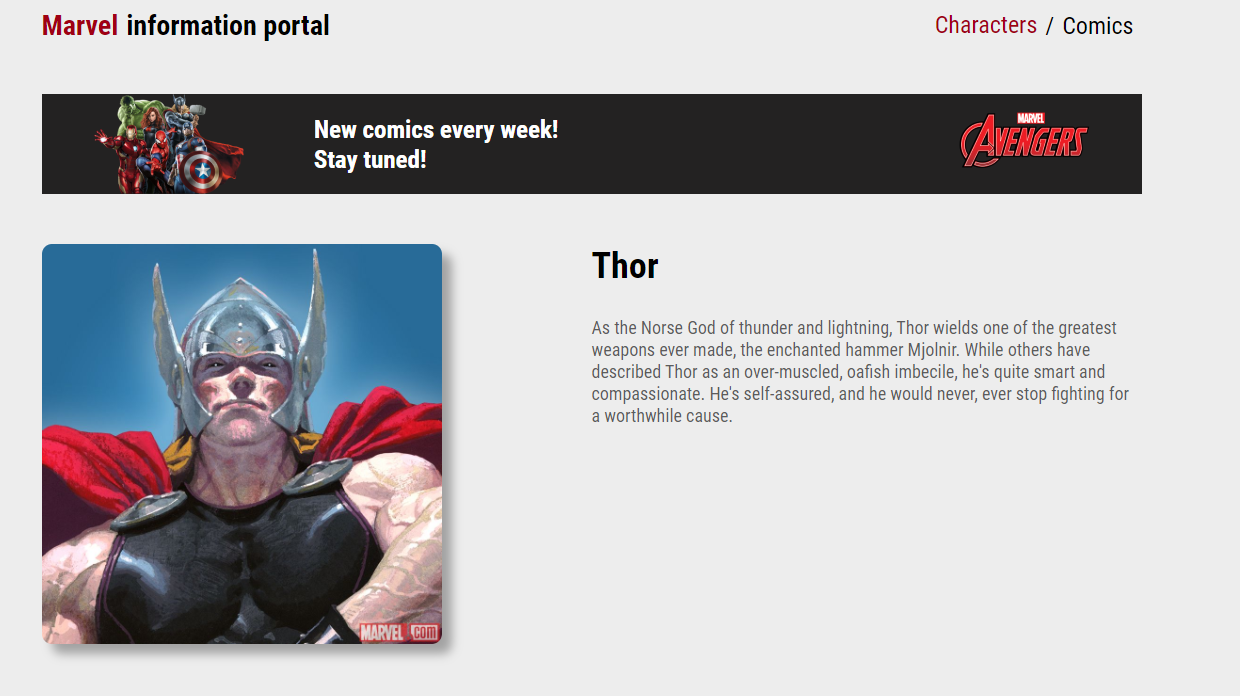 Marvel information portal
Characters / Comics
New comics every week!
Stay tuned!
MARVEL
AVENGERS
Thor
As the Norse God of thunder and lightning, Thor wields one of the greatest
weapons ever made, the enchanted hammer Mjolnir. While others have
described Thor as an over-muscled, oafish imbecile, he's quite smart and
compassionate. He's self-assured, and he would never, ever stop fighting for
a worthwhile cause.
MARVEL.com